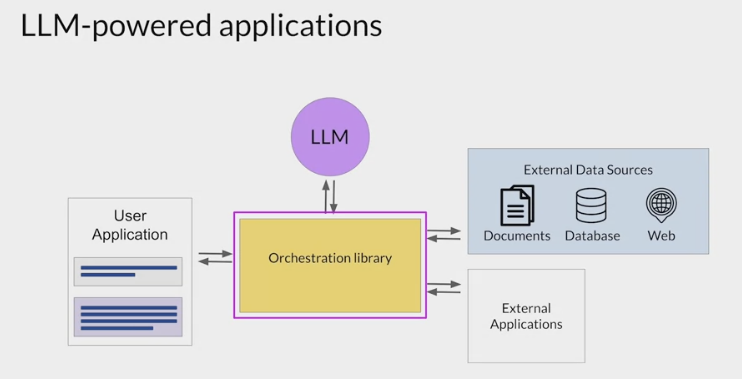 LLM-powered applications
LLM
User
Application
Orchestration library
External Data Sources
Documents
Database
Web
External
Applications